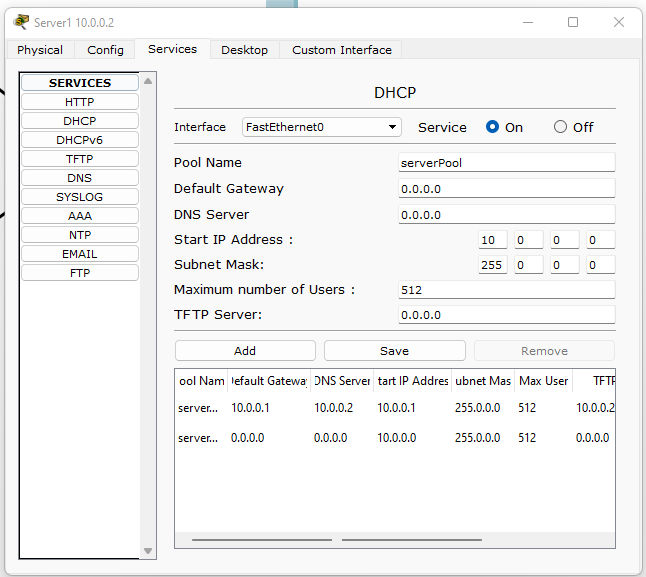 Server1 10.0.0.2
Physical Config Services Desktop Custom Interface
SERVICES
HTTP
DHCP
DHCPv6
TFTP
DNS
SYSLOG
AAA
NTP
EMAIL
FTP
DHCP
Interface FastEthernet0 Service On Off
Pool Name serverPool
Default Gateway 0.0.0.0
DNS Server 0.0.0.0
Start IP Address : 10 0 0 0
Subnet Mask: 255 0 0 0
Maximum number of Users : 512
TFTP Server: 0.0.0.0
Add Save Remove
ool Nam efault Gateway DNS Server tart IP Addres ubnet Mas Max User TFTP
server... 10.0.0.1 10.0.0.2 10.0.0.1 255.0.0.0 512 10.0.0.2
server... 0.0.0.0 0.0.0.0 10.0.0.0 255.0.0.0 512 0.0.0.0